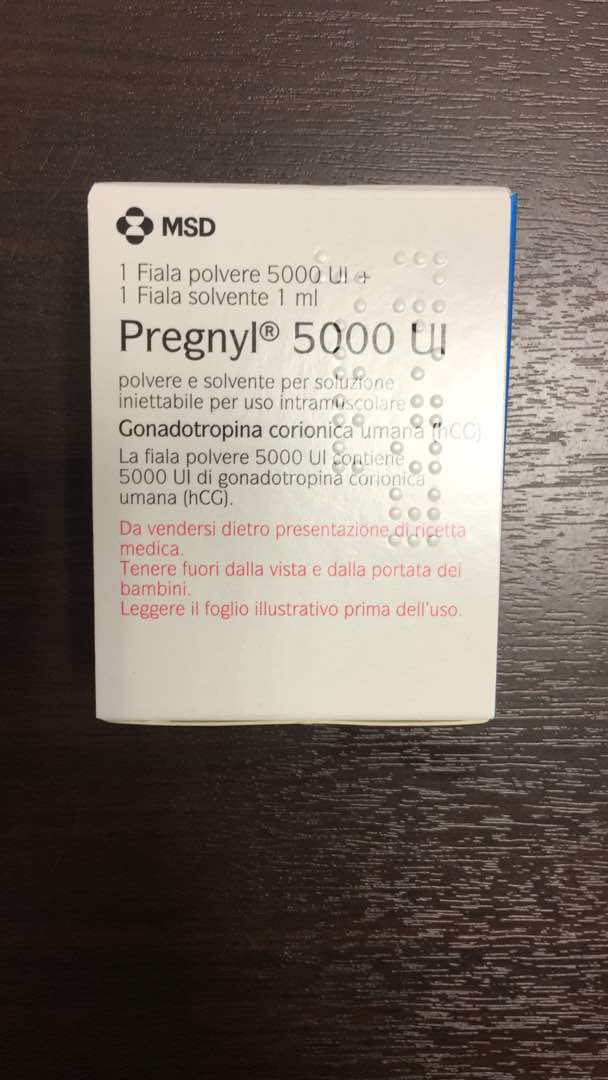 MSD
1 Fiala polvere 5000 UI +
1 Fiala solvente 1 ml
Pregnyl® 5000 UI
polvere e solvente per soluzione
iniettabile per uso intramuscolare
Gonadotropina corionica umana (hCG)
La fiala polvere 5000 UI contiene
5000 UI di gonadotropina corionica
umana (hCG).
Da vendersi dietro presentazione di ricetta
medica.
Tenere fuori dalla vista e dalla portata dei
bambini.
Leggere il foglio illustrativo prima dell'uso.